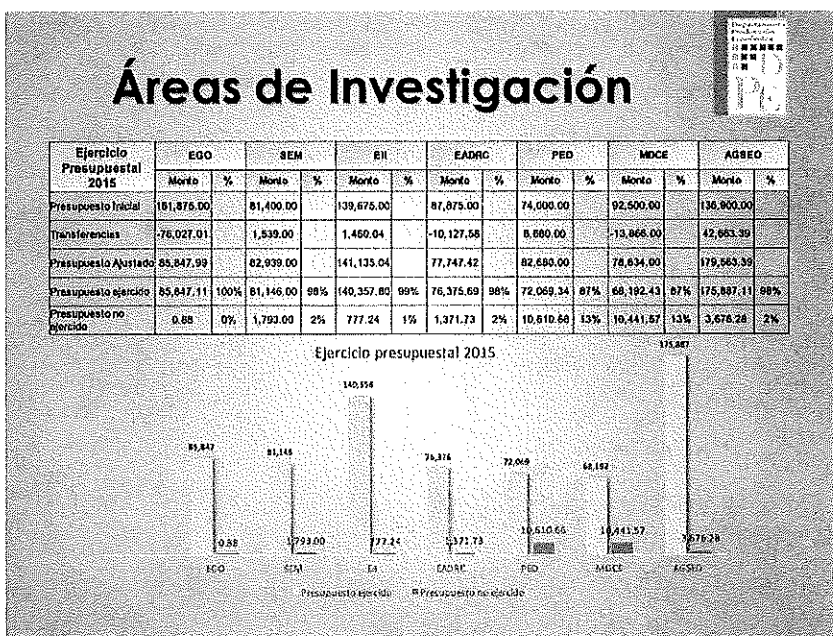 Áreas de Investigación
Ejercicio Presupuestal 2015 EGO SEM EII EADRC PED MDCE AGSEO
Monto % Monto % Monto % Monto % Monto % Monto % Monto %
Presupuesto Inicial 161,875.00 81,400.00 139,675.00 87,875.00 74,000.00 92,500.00 136,900.00
Transferencias -76,027.01 1,539.00 1,460.04 -10,127.58 8,680.00 -13,866.00 42,663.39
Presupuesto Ajustado 85,847.99 82,939.00 141,135.04 77,747.42 82,680.00 78,634.00 179,563.39
Presupuesto ejercido 85,847.11 100% 81,146.00 98% 140,357.80 99% 76,375.69 98% 72,069.34 87% 68,192.43 87% 175,887.11 98%
Presupuesto no ejercido 0.88 0% 1,793.00 2% 777.24 1% 1,371.73 2% 10,610.66 13% 10,441.57 13% 3,676.28 2%
Ejercicio presupuestal 2015
85,847 81,146 140,358 76,376 72,069 68,192 175,887
0.88 1,793.00 777.24 1,371.73 10,610.66 10,441.57 3,676.28
EGO SEM EII EADRC PED MDCE AGSEO
Presupuesto ejercido Presupuesto no ejercido